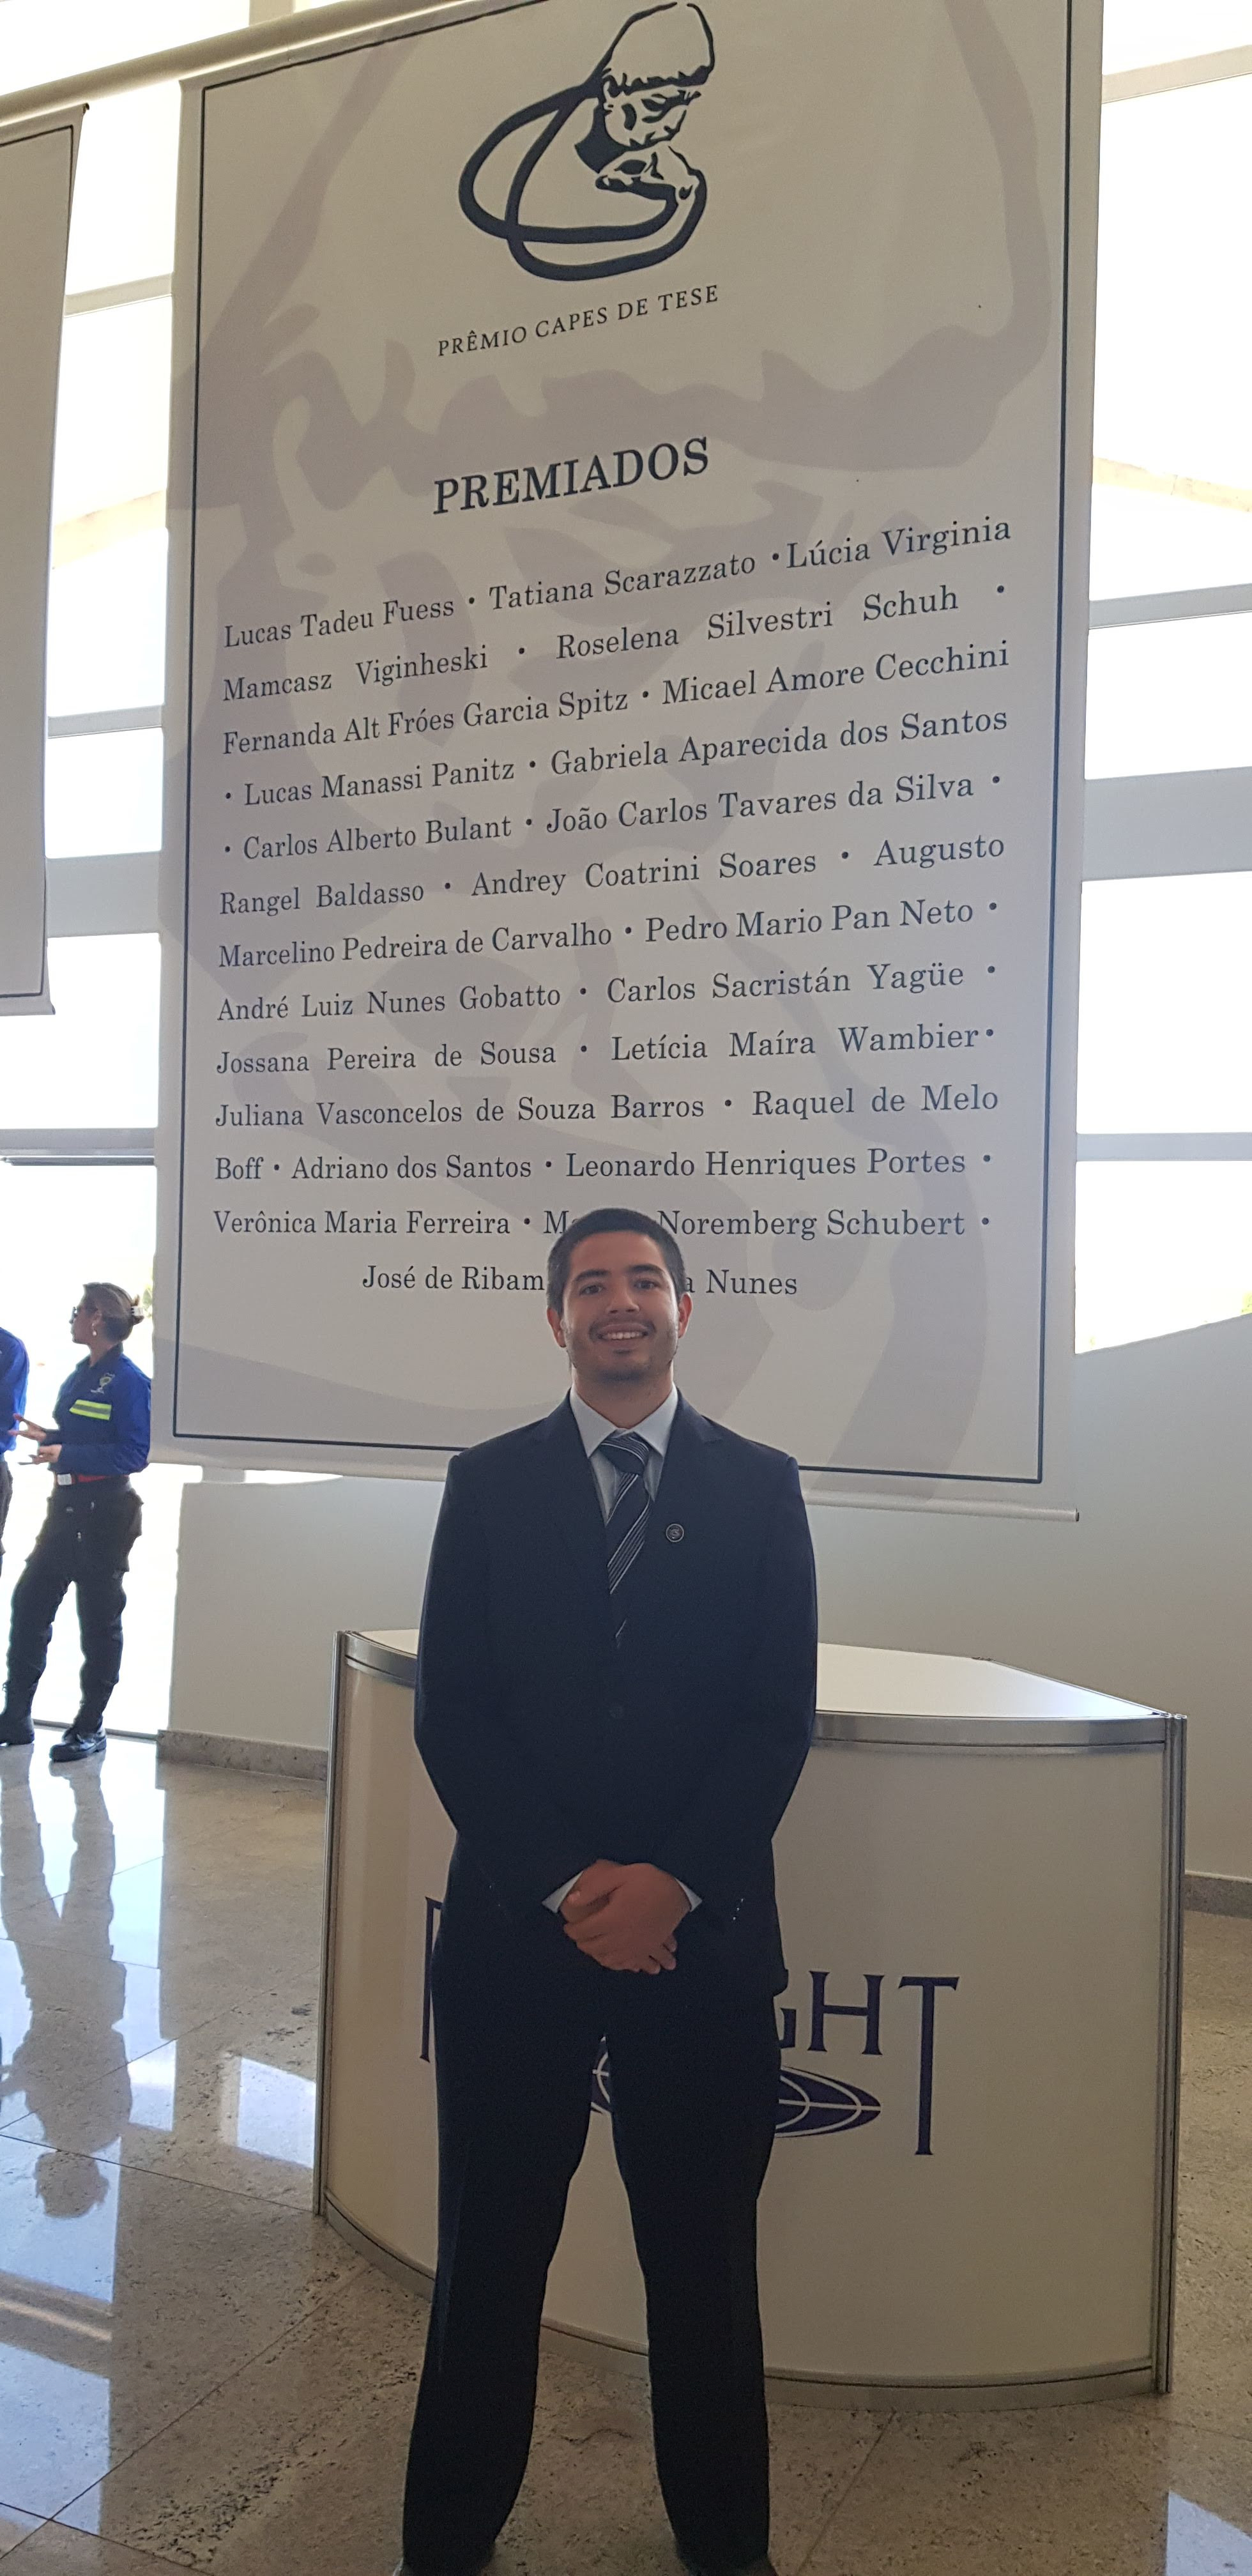 PRÊMIO CAPES DE TESE
PREMIADOS
Lucas Tadeu Fuess • Tatiana Scarazzato • Lúcia Virginia
Mamcasz Viginheski • Roselena Silvestri Schuh •
Fernanda Alt Fróes Garcia Spitz • Micael Amore Cecchini
• Lucas Manassi Panitz • Gabriela Aparecida dos Santos
• Carlos Alberto Bulant • João Carlos Tavares da Silva •
Rangel Baldasso • Andrey Coatrini Soares • Augusto
Marcelino Pedreira de Carvalho • Pedro Mario Pan Neto •
André Luiz Nunes Gobatto • Carlos Sacristán Yagüe •
Jossana Pereira de Sousa • Letícia Maíra Wambier •
Juliana Vasconcelos de Souza Barros • Raquel de Melo
Boff • Adriano dos Santos • Leonardo Henriques Portes •
Verônica Maria Ferreira • Noremberg Schubert •
José de Nunes